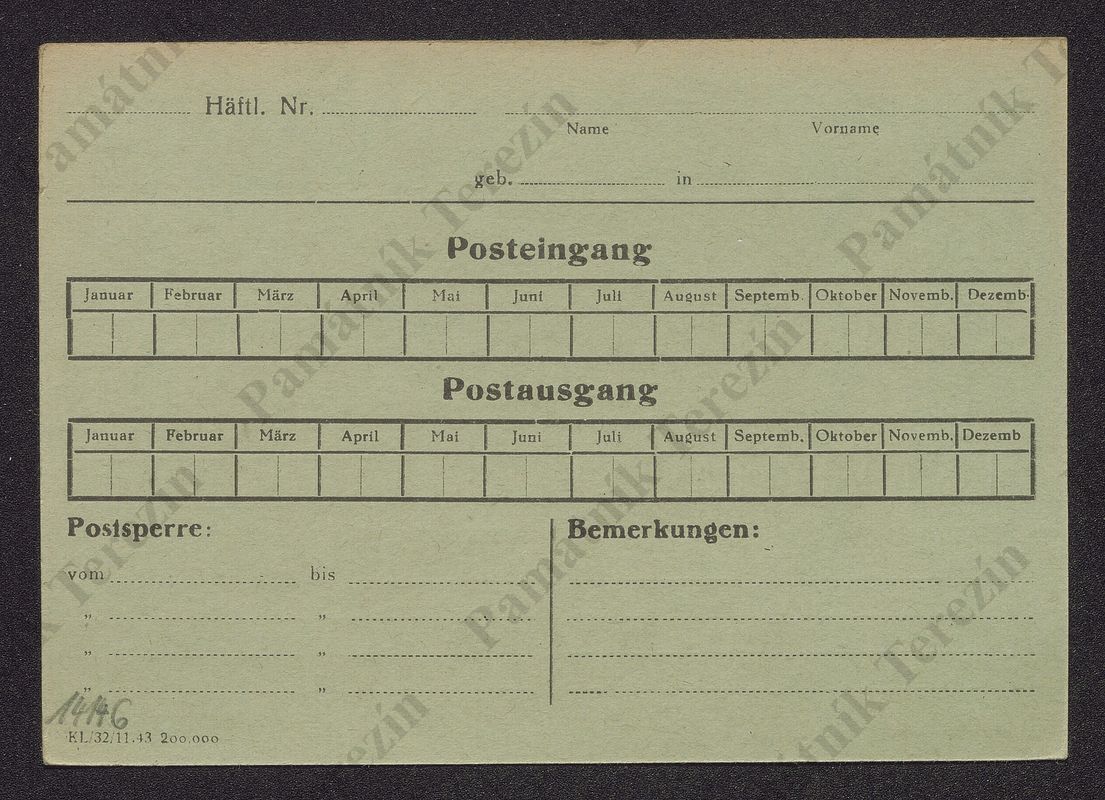 Häftl. Nr.
Name Vorname
geb. in
Posteingang
Januar Februar März April Mai Juni Juli August Septemb. Oktober Novemb. Dezemb.
Postausgang
Januar Februar März April Mai Juni Juli August Septemb. Oktober Novemb. Dezemb
Postsperre: Bemerkungen:
vom bis
„ „
„ „
„ „
KL/32/11.43 200.000
Památník Terezín